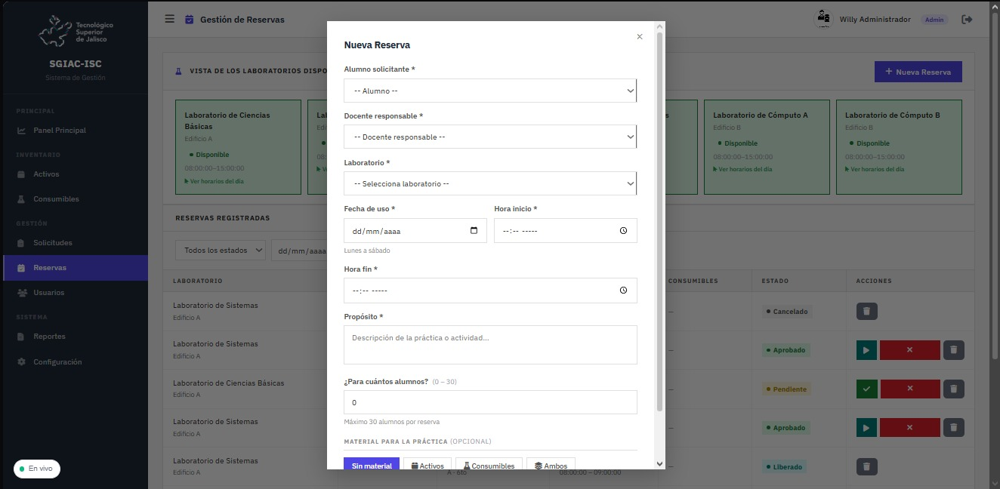 Tecnológico
Superior
de Jalisco
SGIAC-ISC
Sistema de Gestión
PRINCIPAL
Panel Principal
INVENTARIO
Activos
Consumibles
GESTIÓN
Solicitudes
Reservas
Usuarios
SISTEMA
Reportes
Configuración
En vivo
Gestión de Reservas
Willy Administrador
Admin
VISTA DE LOS LABORATORIOS DISPO
+ Nueva Reserva
Laboratorio de Ciencias
Básicas
Edificio A
Disponible
08:00:00–15:00:00
Ver horarios del día
Laboratorio de Cómputo A
Edificio B
Disponible
08:00:00–15:00:00
Ver horarios del día
Laboratorio de Cómputo B
Edificio B
Disponible
08:00:00–15:00:00
Ver horarios del día
RESERVAS REGISTRADAS
Todos los estados
dd/mm/aaaa
LABORATORIO
CONSUMIBLES
ESTADO
ACCIONES
Laboratorio de Sistemas
Edificio A
—
Cancelado
Laboratorio de Sistemas
Edificio A
—
Aprobado
Laboratorio de Ciencias Básicas
Edificio A
—
Pendiente
Laboratorio de Sistemas
Edificio A
—
Aprobado
Laboratorio de Sistemas
Edificio A
A - 6to
08:00:00 – 09:00:00
—
Liberado
Nueva Reserva
×
Alumno solicitante *
-- Alumno --
Docente responsable *
-- Docente responsable --
Laboratorio *
-- Selecciona laboratorio --
Fecha de uso *
Hora inicio *
dd/mm/aaaa
--:-- -----
Lunes a sábado
Hora fin *
--:-- -----
Propósito *
Descripción de la práctica o actividad...
¿Para cuántos alumnos? (0 – 30)
0
Máximo 30 alumnos por reserva
MATERIAL PARA LA PRÁCTICA (OPCIONAL)
Sin material
Activos
Consumibles
Ambos